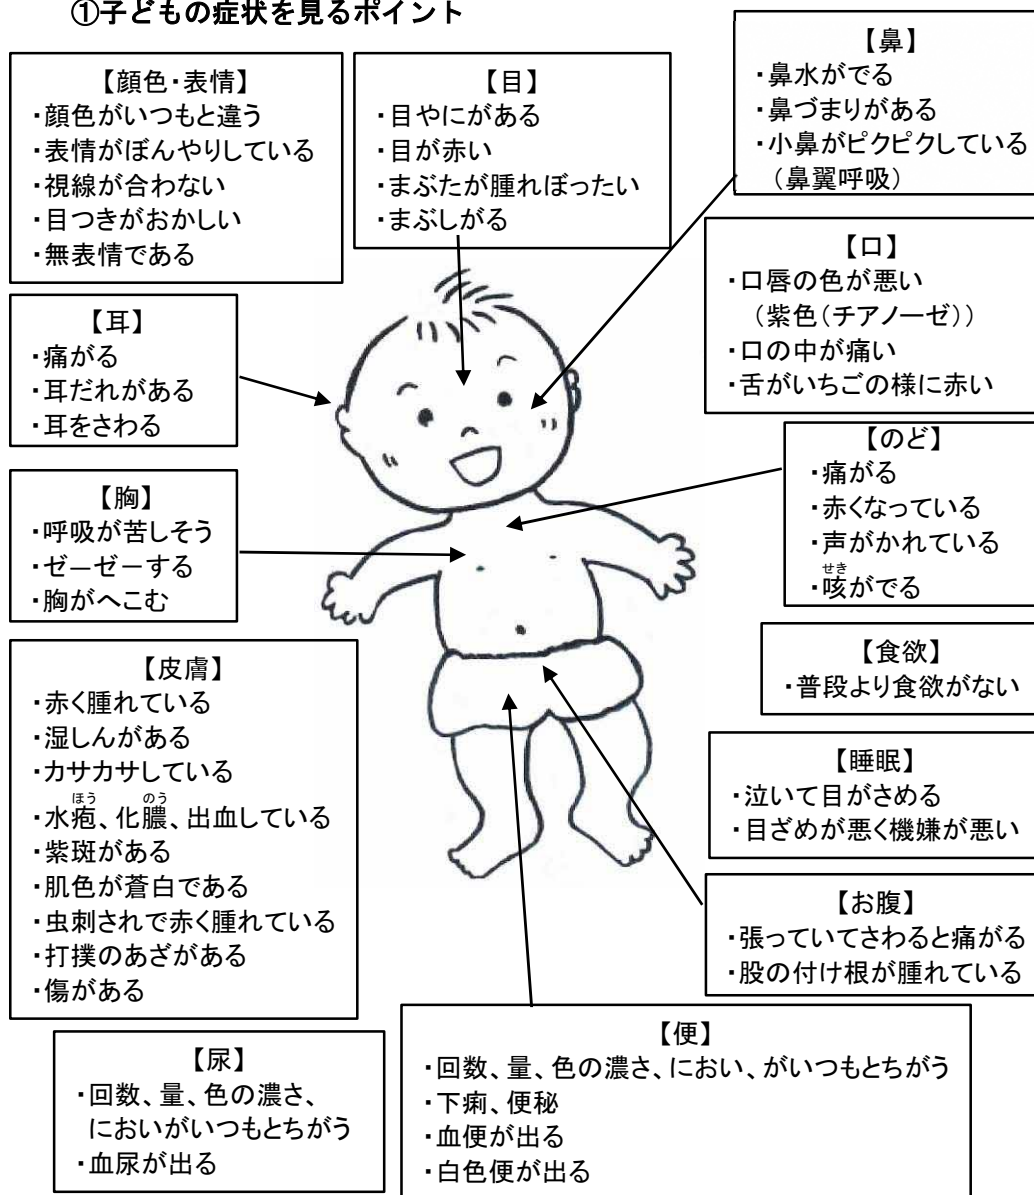 ①子どもの症状を見るポイント
【顔色・表情】
・顔色がいつもと違う
・表情がぼんやりしている
・視線が合わない
・目つきがおかしい
・無表情である
【目】
・目やにがある
・目が赤い
・まぶたが腫れぼったい
・まぶしがる
【鼻】
・鼻水がでる
・鼻づまりがある
・小鼻がピクピクしている
（鼻翼呼吸）
【耳】
・痛がる
・耳だれがある
・耳をさわる
【口】
・口唇の色が悪い
（紫色（チアノーゼ））
・口の中が痛い
・舌がいちごの様に赤い
【胸】
・呼吸が苦しそう
・ゼーゼーする
・胸がへこむ
【のど】
・痛がる
・赤くなっている
・声がかれている
せき
・咳がでる
【皮膚】
・赤く腫れている
・湿しんがある
・カサカサしている
ほう のう
・水疱、化膿、出血している
・紫斑がある
・肌色が蒼白である
・虫刺されで赤く腫れている
・打撲のあざがある
・傷がある
【食欲】
・普段より食欲がない
【睡眠】
・泣いて目がさめる
・目ざめが悪く機嫌が悪い
【お腹】
・張っていてさわると痛がる
・股の付け根が腫れている
【尿】
・回数、量、色の濃さ、
においがいつもとちがう
・血尿が出る
【便】
・回数、量、色の濃さ、におい、がいつもとちがう
・下痢、便秘
・血便が出る
・白色便が出る